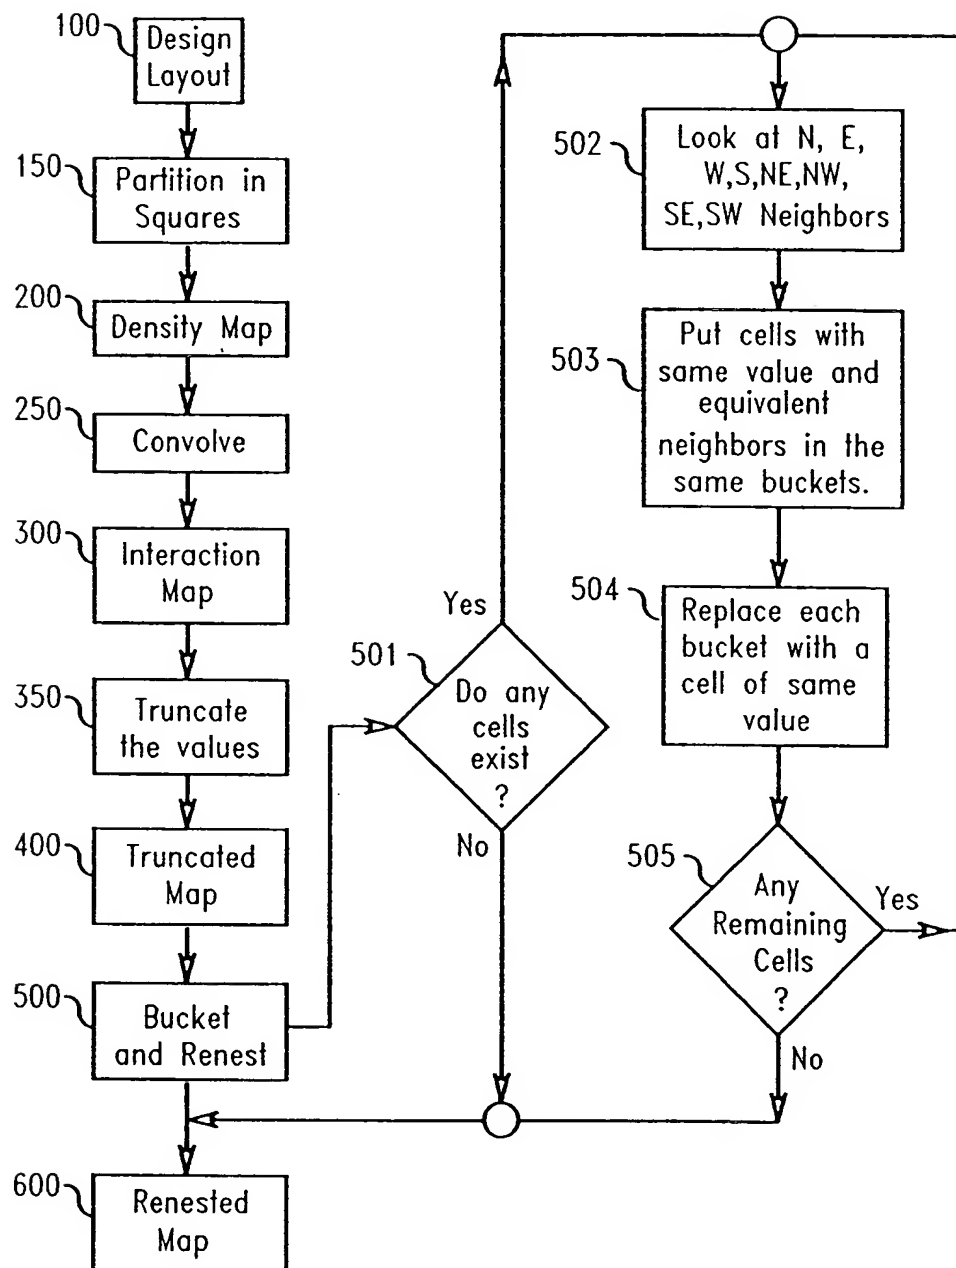 100
Design
Layout
150
Partition in
Squares
200
Density Map
250
Convolve
300
Interaction
Map
350
Truncate
the values
400
Truncated
Map
500
Bucket
and Renest
600
Renested
Map
501
Do any
cells
exist
?
Yes
No
502
Look at N, E,
W,S,NE,NW,
SE,SW Neighbors
503
Put cells with
same value and
equivalent
neighbors in the
same buckets.
504
Replace each
bucket with a
cell of same
value
505
Any
Remaining
Cells
?
Yes
No